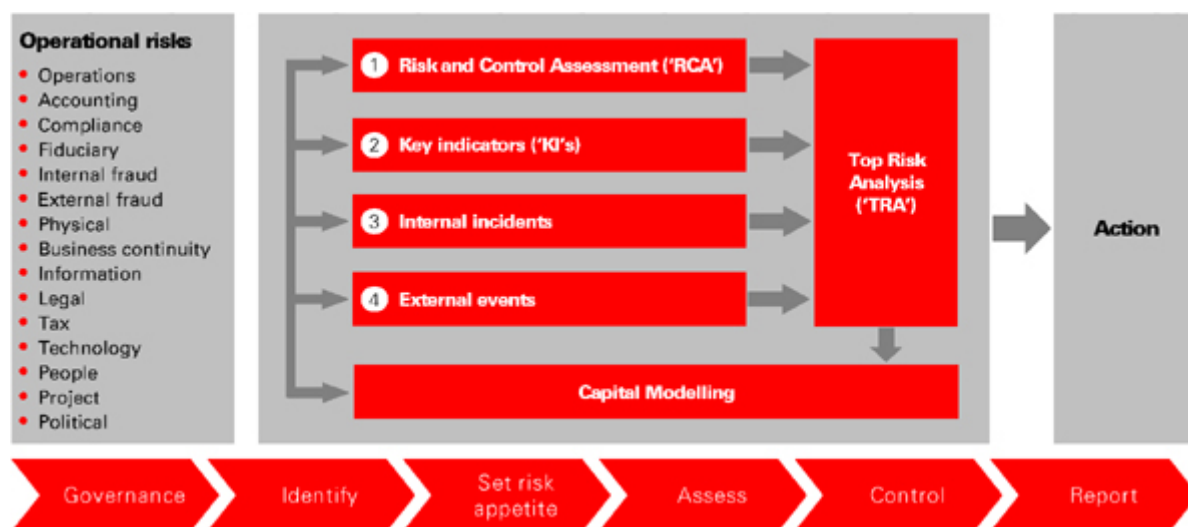 Operational risks
• Operations
• Accounting
• Compliance
• Fiduciary
• Internal fraud
• External fraud
• Physical
• Business continuity
• Information
• Legal
• Tax
• Technology
• People
• Project
• Political
1 Risk and Control Assessment ('RCA')
2 Key indicators ('KI's)
3 Internal incidents
4 External events
Top Risk
Analysis
('TRA')
Capital Modelling
Action
Governance
Identify
Set risk
appetite
Assess
Control
Report